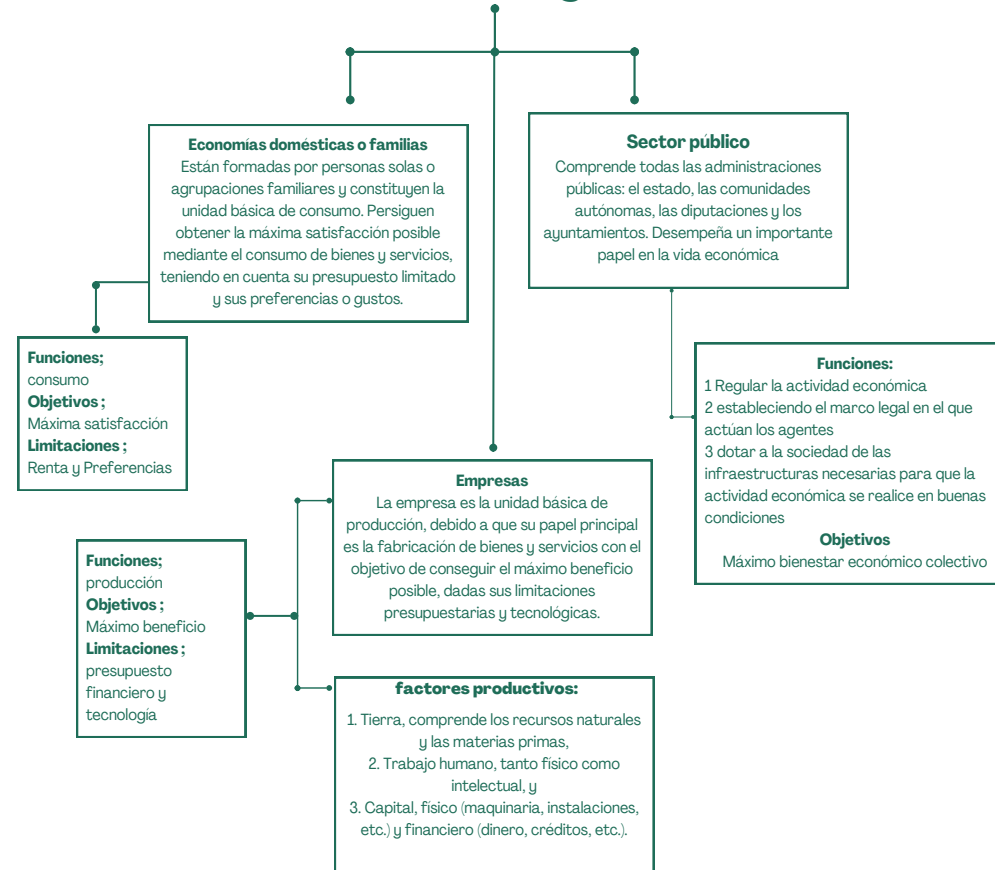 Economías domésticas o familias
Están formadas por personas solas o
agrupaciones familiares y constituyen la
unidad básica de consumo. Persiguen
obtener la máxima satisfacción posible
mediante el consumo de bienes y servicios,
teniendo en cuenta su presupuesto limitado
y sus preferencias o gustos.
Sector público
Comprende todas las administraciones
públicas: el estado, las comunidades
autónomas, las diputaciones y los
ayuntamientos. Desempeña un importante
papel en la vida económica
Funciones;
consumo
Objetivos ;
Máxima satisfacción
Limitaciones ;
Renta y Preferencias
Funciones:
1 Regular la actividad económica
2 estableciendo el marco legal en el que
actúan los agentes
3 dotar a la sociedad de las
infraestructuras necesarias para que la
actividad económica se realice en buenas
condiciones
Objetivos
Máximo bienestar económico colectivo
Empresas
La empresa es la unidad básica de
producción, debido a que su papel principal
es la fabricación de bienes y servicios con el
objetivo de conseguir el máximo beneficio
posible, dadas sus limitaciones
presupuestarias y tecnológicas.
Funciones;
producción
Objetivos ;
Máximo beneficio
Limitaciones ;
presupuesto
financiero y
tecnología
factores productivos:
1. Tierra, comprende los recursos naturales
y las materias primas,
2. Trabajo humano, tanto físico como
intelectual, y
3. Capital, físico (maquinaria, instalaciones,
etc.) y financiero (dinero, créditos, etc.).